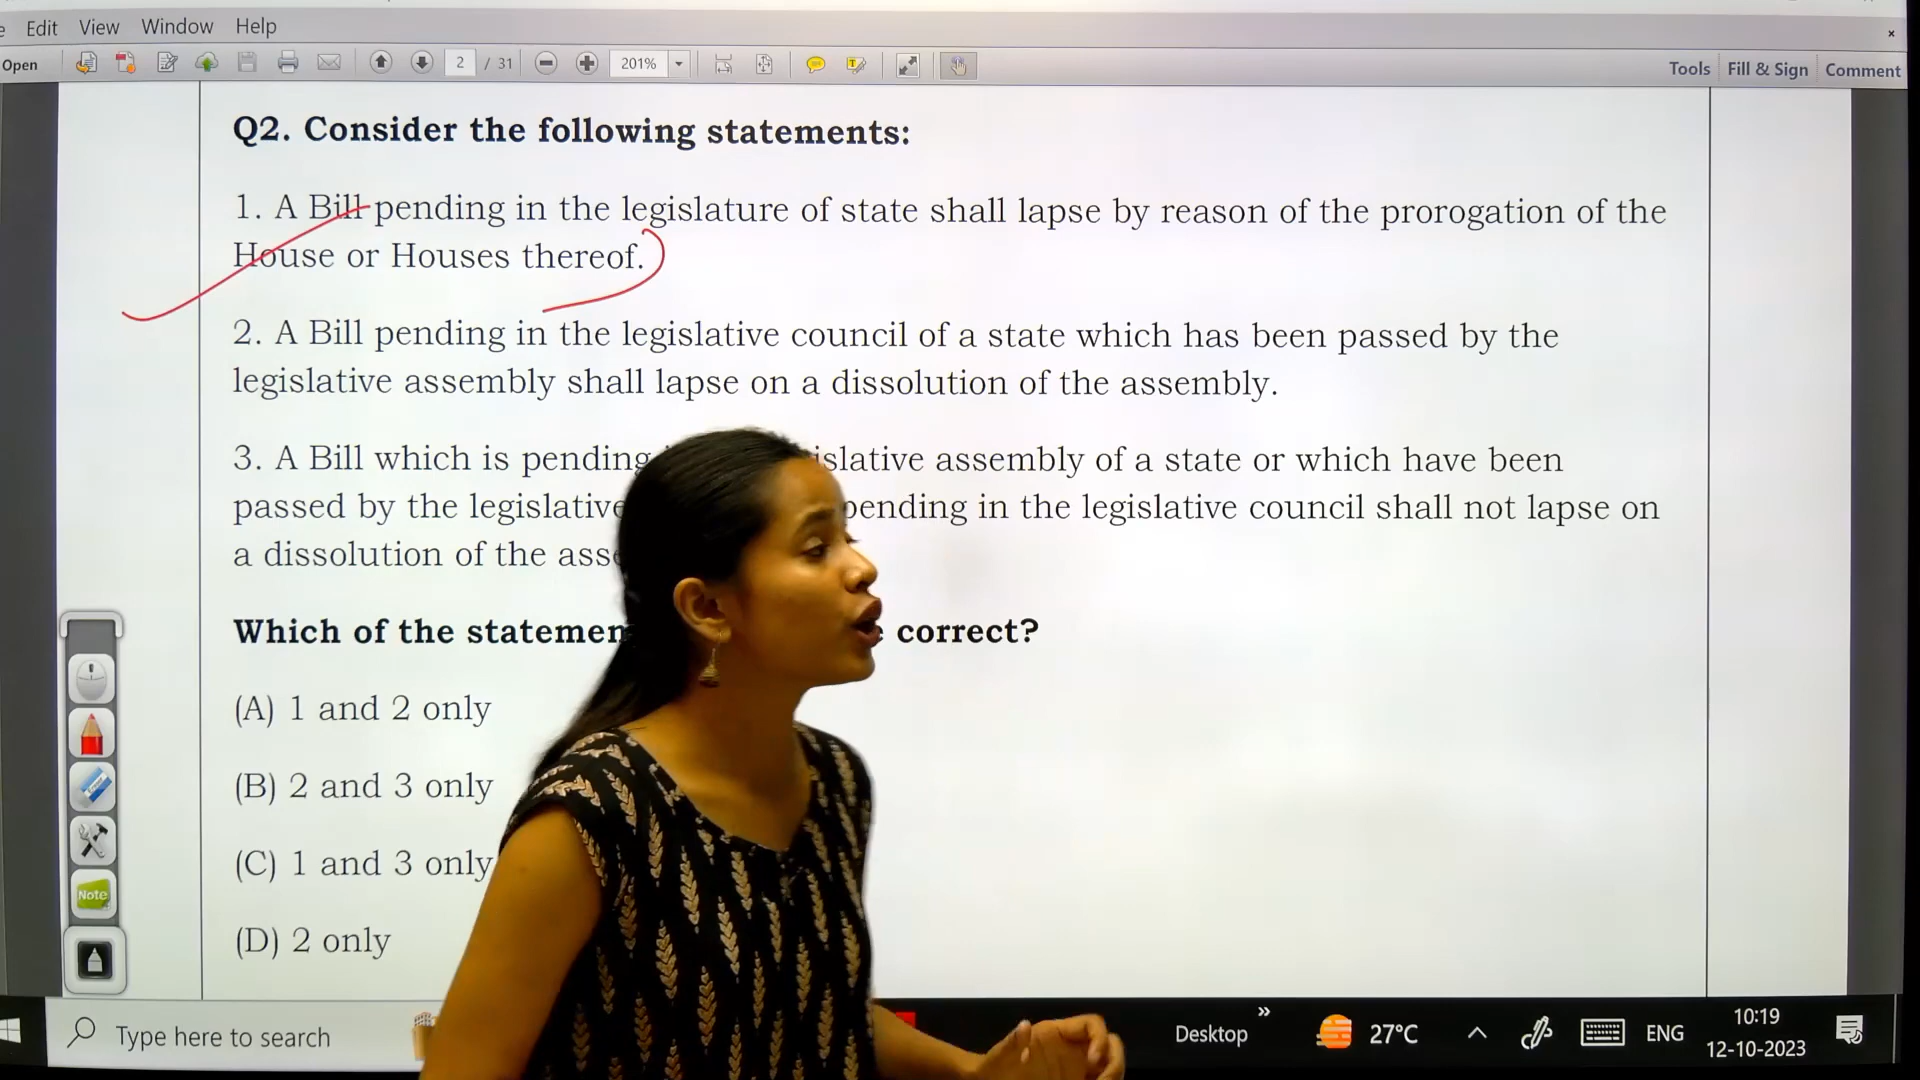 Edit View Window Help
Open 2 / 31 201% Tools Fill & Sign Comment
Q2. Consider the following statements:
1. A Bill pending in the legislature of state shall lapse by reason of the prorogation of the
House or Houses thereof.
2. A Bill pending in the legislative council of a state which has been passed by the
legislative assembly shall lapse on a dissolution of the assembly.
3. A Bill which is pending islative assembly of a state or which have been
passed by the legislative pending in the legislative council shall not lapse on
a dissolution of the ass
Which of the statemen correct?
(A) 1 and 2 only
(B) 2 and 3 only
(C) 1 and 3 only
(D) 2 only
Note
Type here to search Desktop 27°C ENG 10:19
12-10-2023